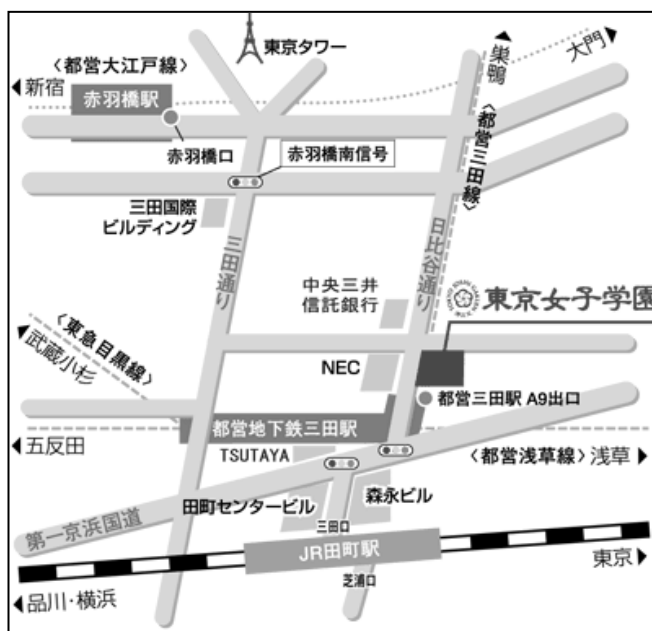 東京タワー
大門
〈都営大江戸線〉
新宿
巣鴨
赤羽橋駅
赤羽橋口
赤羽橋南信号
〈都営三田線〉
三田国際
ビルディング
三田通り
日比谷通り
中央三井
信託銀行
東京女子学園
〈東急目黒線〉
武蔵小杉
NEC
都営三田駅 A9出口
都営地下鉄三田駅
五反田
TSUTAYA
〈都営浅草線〉浅草
田町センタービル
森永ビル
第一京浜国道
三田口
JR田町駅
東京
芝浦口
品川・横浜